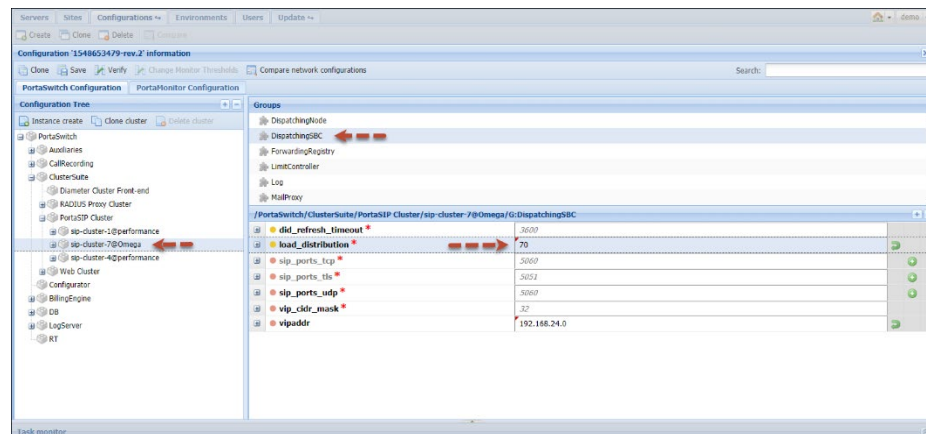 Servers Sites Configurations Environments Users Update demo
Create Clone Delete Compare
Configuration '1548653479-rev.2' information
Clone Save Verify Change Monitor Thresholds Compare network configurations Search:
PortaSwitch Configuration PortaMonitor Configuration
Configuration Tree
Instance create Clone cluster Delete cluster
PortaSwitch
Auxiliaries
CallRecording
ClusterSuite
Diameter Cluster Front-end
RADIUS Proxy Cluster
PortaSIP Cluster
sip-cluster-1@performance
sip-cluster-7@Omega
sip-cluster-4@performance
Web Cluster
Configurator
BillingEngine
DB
LogServer
RT
Groups
DispatchingNode
DispatchingSBC
ForwardingRegistry
LimitController
Log
MailProxy
/PortaSwitch/ClusterSuite/PortaSIP Cluster/sip-cluster-7@Omega/G:DispatchingSBC
did_refresh_timeout * 3600
load_distribution * 70
sip_ports_tcp * 5060
sip_ports_tls * 5051
sip_ports_udp * 5060
vip_cidr_mask * 32
vipaddr 192.168.24.0
Task monitor